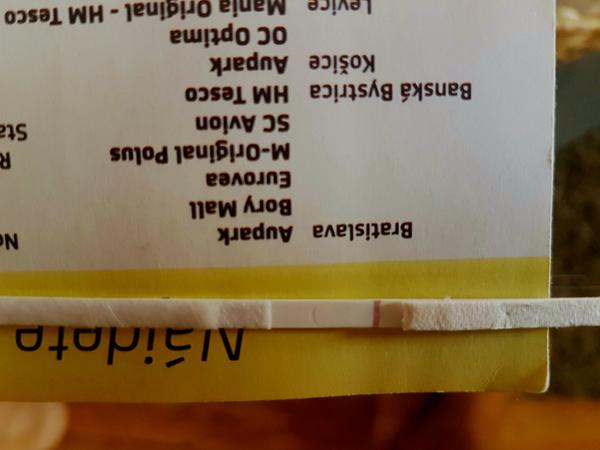 Nájdete
Bratislava Aupark
Bory Mall
Eurovea
M-Original Polus
SC Avion
Banská Bystrica HM Tesco
Košice Aupark
OC Optima
Levice Mania Original - HM Tesco